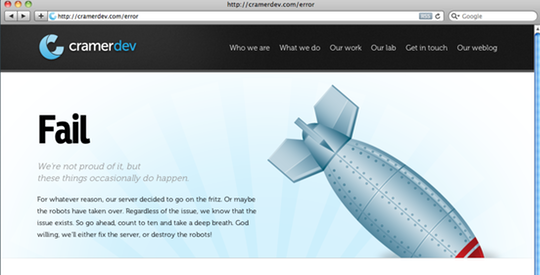 http://cramerdev.com/error
http://cramerdev.com/error
Google
cramerdev
Who we are What we do Our work Our lab Get in touch Our weblog
Fail
We're not proud of it, but
these things occasionally do happen.
For whatever reason, our server decided to go on the fritz. Or maybe
the robots have taken over. Regardless of the issue, we know that the
issue exists. So go ahead, count to ten and take a deep breath. God
willing, we'll either fix the server, or destroy the robots!